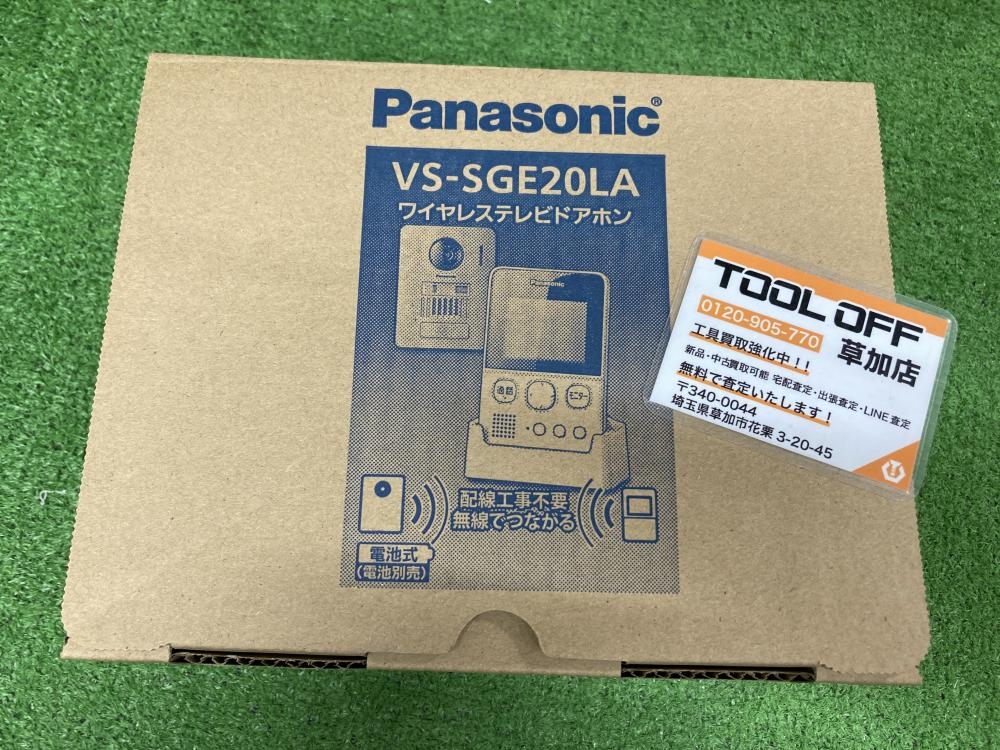 Panasonic®
VS-SGE20LA
ワイヤレステレビドアホン
Panasonic
通話
モニター
配線工事不要
無線でつながる
電池式
(電池別売)
TOOL OFF
0120-905-770
草加店
工具買取強化中!!
新品・中古買取可能 宅配査定・出張査定・LINE査定
無料で査定いたします!
〒340-0044
埼玉県草加市花栗 3-20-45